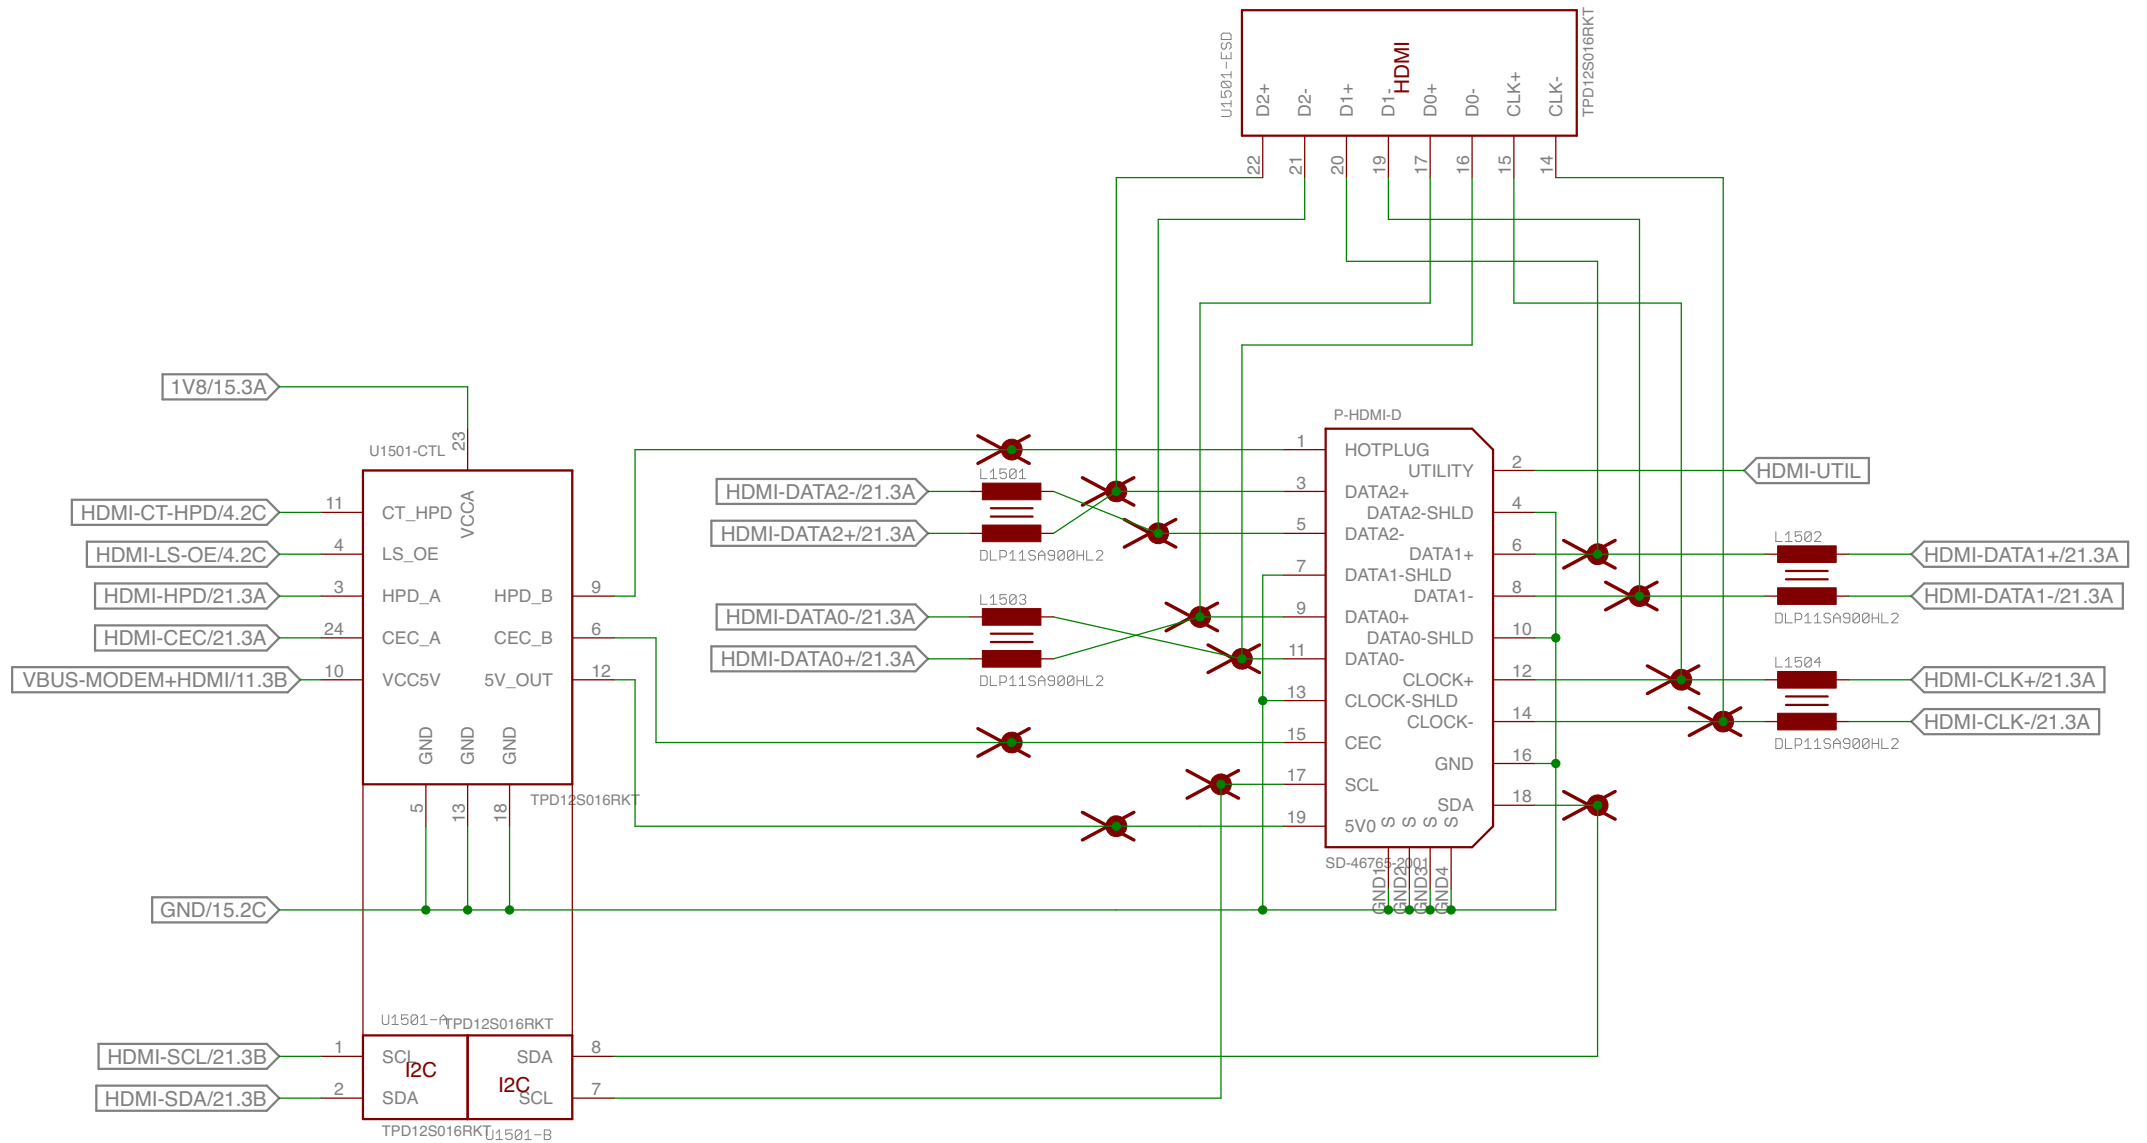 U1501-ESD
HDMI
TPD12S016RKT
D2+
D2-
D1+
D1-
D0+
D0-
CLK+
CLK-
22
21
20
19
17
16
15
14
1V8/15.3A
23
U1501-CTL
VCCA
HDMI-CT-HPD/4.2C
11
CT_HPD
HDMI-LS-OE/4.2C
4
LS_OE
HDMI-HPD/21.3A
3
HPD_A
HPD_B
9
HDMI-CEC/21.3A
24
CEC_A
CEC_B
6
VBUS-MODEM+HDMI/11.3B
10
VCC5V
5V_OUT
12
GND
GND
GND
5
13
18
TPD12S016RKT
GND/15.2C
U1501-A
TPD12S016RKT
HDMI-SCL/21.3B
1
SCL
I2C
HDMI-SDA/21.3B
2
SDA
SDA
8
I2C
SCL
7
TPD12S016RKT
U1501-B
L1501
HDMI-DATA2-/21.3A
HDMI-DATA2+/21.3A
DLP11SA900HL2
L1503
HDMI-DATA0-/21.3A
HDMI-DATA0+/21.3A
DLP11SA900HL2
P-HDMI-D
1
HOTPLUG
UTILITY
2
HDMI-UTIL
3
DATA2+
DATA2-SHLD
4
5
DATA2-
DATA1+
6
7
DATA1-SHLD
DATA1-
8
9
DATA0+
DATA0-SHLD
10
11
DATA0-
CLOCK+
12
13
CLOCK-SHLD
CLOCK-
14
15
CEC
GND
16
17
SCL
SDA
18
19
5V0
S
S
S
S
SD-46765-2001
GND1
GND2
GND3
GND4
L1502
HDMI-DATA1+/21.3A
HDMI-DATA1-/21.3A
DLP11SA900HL2
L1504
HDMI-CLK+/21.3A
HDMI-CLK-/21.3A
DLP11SA900HL2